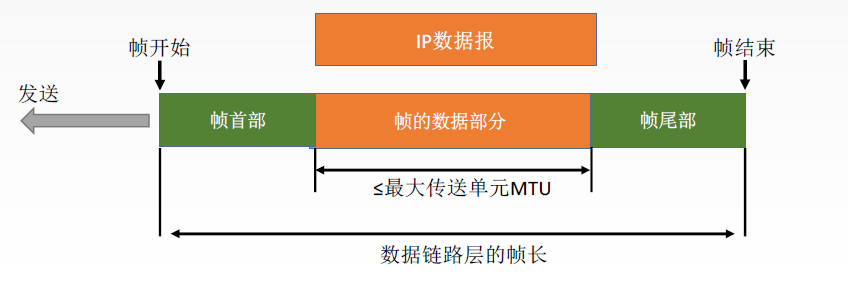 IP数据报
帧开始
帧结束
发送
帧首部
帧的数据部分
帧尾部
≤最大传送单元MTU
数据链路层的帧长